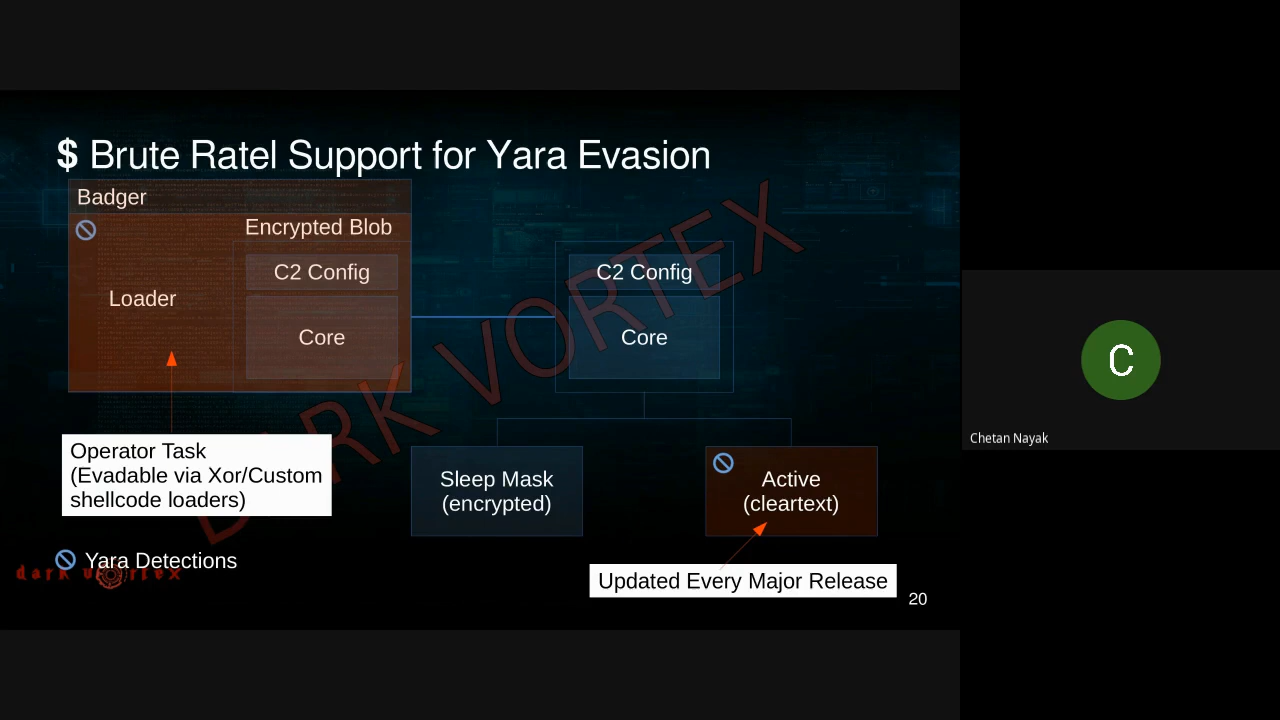 $ Brute Ratel Support for Yara Evasion
Badger
Encrypted Blob
C2 Config
Loader
Core
C2 Config
Core
Operator Task
(Evadable via Xor/Custom
shellcode loaders)
Sleep Mask
(encrypted)
Active
(cleartext)
Yara Detections
Updated Every Major Release
20
DARK VORTEX
dark vortex
C
Chetan Nayak